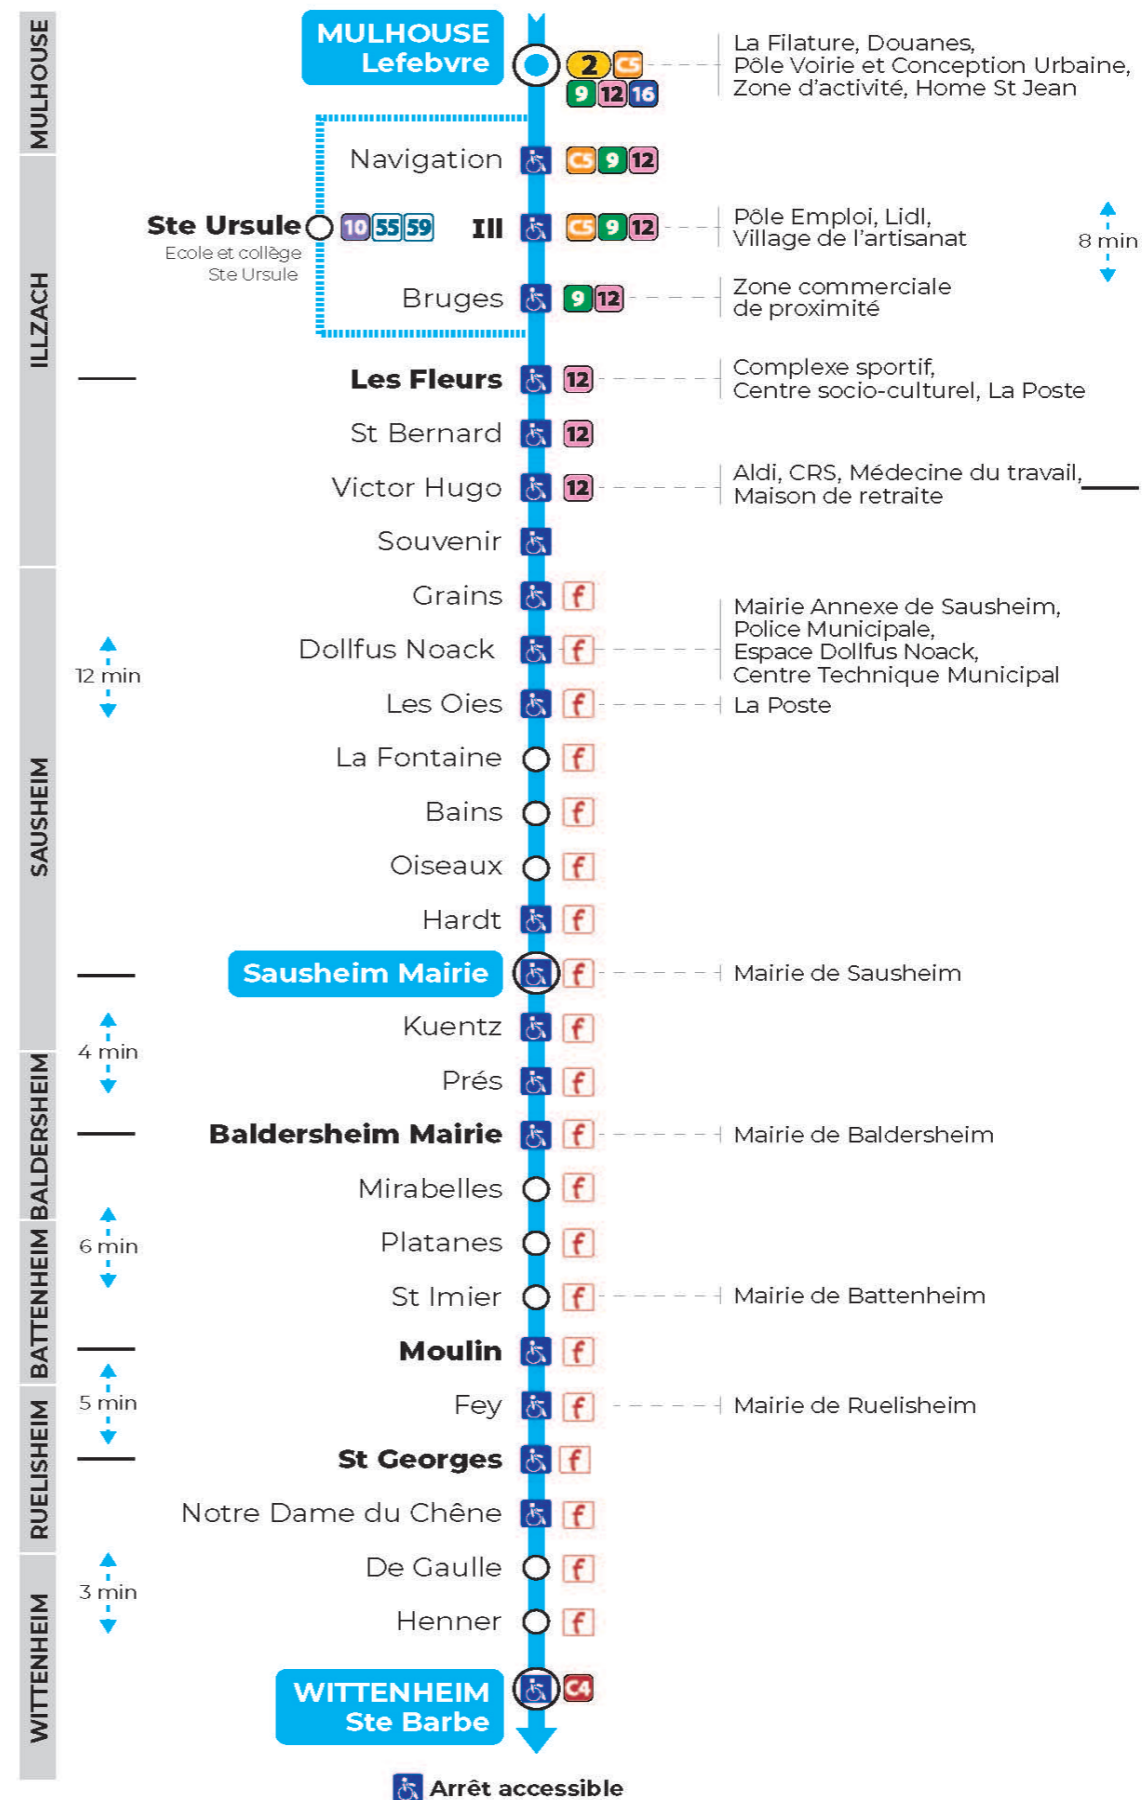 MULHOUSE
MULHOUSE
Lefebvre
2 C5
9 12 16
La Filature, Douanes,
Pôle Voirie et Conception Urbaine,
Zone d'activité, Home St Jean
ILLZACH
Navigation
C5 9 12
Ste Ursule
Ecole et collège
Ste Ursule
10 55 59
Ill
C5 9 12
Pôle Emploi, Lidl,
Village de l'artisanat
8 min
Bruges
9 12
Zone commerciale
de proximité
Les Fleurs
12
Complexe sportif,
Centre socio-culturel, La Poste
St Bernard
12
Victor Hugo
12
Aldi, CRS, Médecine du travail,
Maison de retraite
Souvenir
SAUSHEIM
12 min
Grains
f
Dollfus Noack
f
Mairie Annexe de Sausheim,
Police Municipale,
Espace Dollfus Noack,
Centre Technique Municipal
Les Oies
f
La Poste
La Fontaine
f
Bains
f
Oiseaux
f
Hardt
f
Sausheim Mairie
f
Mairie de Sausheim
4 min
Kuentz
f
BALDERSHEIM
Prés
f
Baldersheim Mairie
f
Mairie de Baldersheim
Mirabelles
f
BATTENHEIM
6 min
Platanes
f
St Imier
f
Mairie de Battenheim
Moulin
f
RUELISHEIM
5 min
Fey
f
Mairie de Ruelisheim
St Georges
f
Notre Dame du Chêne
f
WITTENHEIM
3 min
De Gaulle
f
Henner
f
WITTENHEIM
Ste Barbe
C4
Arrêt accessible